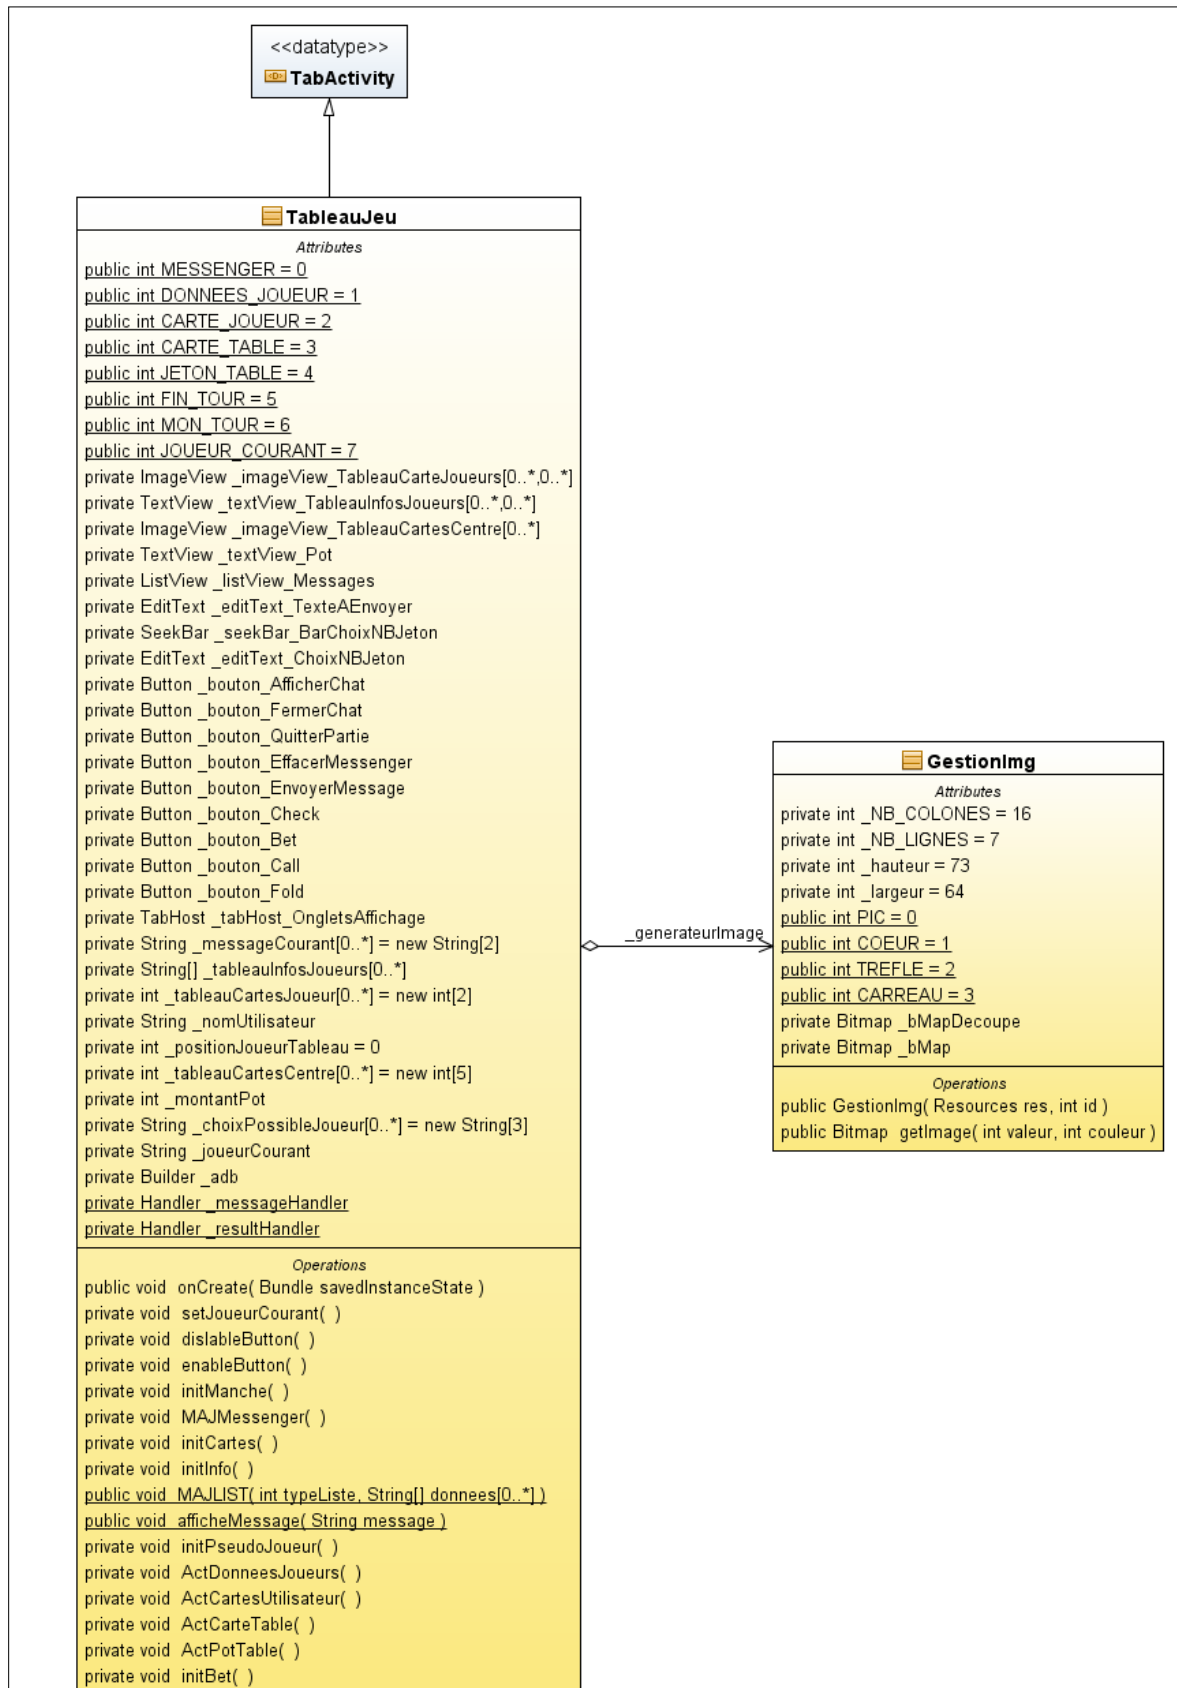 <<datatype>>
TabActivity
TableauJeu
Attributes
public int MESSENGER = 0
public int DONNEES_JOUEUR = 1
public int CARTE_JOUEUR = 2
public int CARTE_TABLE = 3
public int JETON_TABLE = 4
public int FIN_TOUR = 5
public int MON_TOUR = 6
public int JOUEUR_COURANT = 7
private ImageView _imageView_TableauCarteJoueurs[0..*,0..*]
private TextView _textView_TableauInfosJoueurs[0..*,0..*]
private ImageView _imageView_TableauCartesCentre[0..*]
private TextView _textView_Pot
private ListView _listView_Messages
private EditText _editText_TexteAEnvoyer
private SeekBar _seekBar_BarChoixNBJeton
private EditText _editText_ChoixNBJeton
private Button _bouton_AfficherChat
private Button _bouton_FermerChat
private Button _bouton_QuitterPartie
private Button _bouton_EffacerMessenger
private Button _bouton_EnvoyerMessage
private Button _bouton_Check
private Button _bouton_Bet
private Button _bouton_Call
private Button _bouton_Fold
private TabHost _tabHost_OngletsAffichage
private String _messageCourant[0..*] = new String[2]
private String[] _tableauInfosJoueurs[0..*]
private int _tableauCartesJoueur[0..*] = new int[2]
private String _nomUtilisateur
private int _positionJoueurTableau = 0
private int _tableauCartesCentre[0..*] = new int[5]
private int _montantPot
private String _choixPossibleJoueur[0..*] = new String[3]
private String _joueurCourant
private Builder _adb
private Handler _messageHandler
private Handler _resultHandler
Operations
public void onCreate( Bundle savedInstanceState )
private void setJoueurCourant( )
private void dislableButton( )
private void enableButton( )
private void initManche( )
private void MAJMessenger( )
private void initCartes( )
private void initInfo( )
public void MAJLIST( int typeListe, String[] donnees[0..*] )
public void afficheMessage( String message )
private void initPseudoJoueur( )
private void ActDonneesJoueurs( )
private void ActCartesUtilisateur( )
private void ActCarteTable( )
private void ActPotTable( )
private void initBet( )
_generateurImage
GestionImg
Attributes
private int _NB_COLONES = 16
private int _NB_LIGNES = 7
private int _hauteur = 73
private int _largeur = 64
public int PIC = 0
public int COEUR = 1
public int TREFLE = 2
public int CARREAU = 3
private Bitmap _bMapDecoupe
private Bitmap _bMap
Operations
public GestionImg( Resources res, int id )
public Bitmap getImage( int valeur, int couleur )